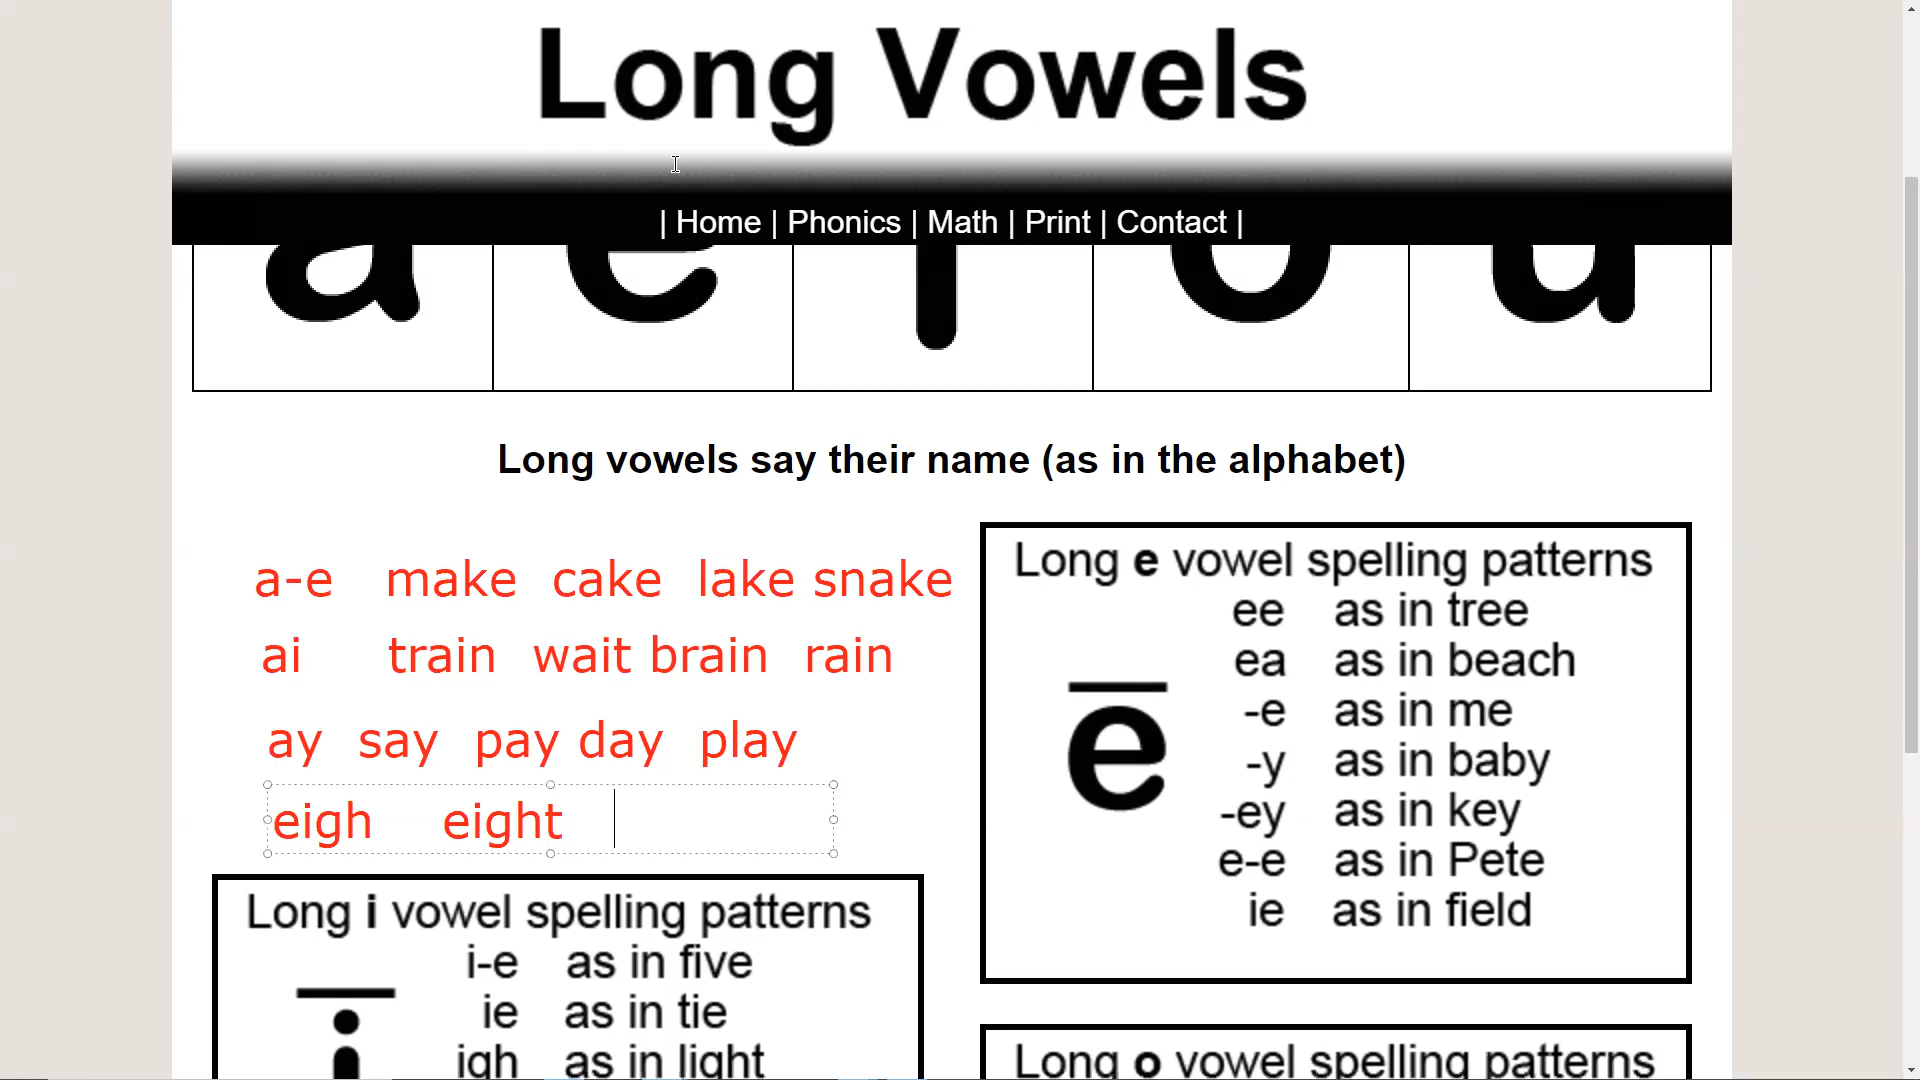 Long Vowels
| Home | Phonics | Math | Print | Contact |
a e i o u
Long vowels say their name (as in the alphabet)
a-e make cake lake snake
ai train wait brain rain
ay say pay day play
eigh eight
Long e vowel spelling patterns
ē
ee as in tree
ea as in beach
-e as in me
-y as in baby
-ey as in key
e-e as in Pete
ie as in field
Long i vowel spelling patterns
i-e as in five
ie as in tie
igh as in light
Long o vowel spelling patterns